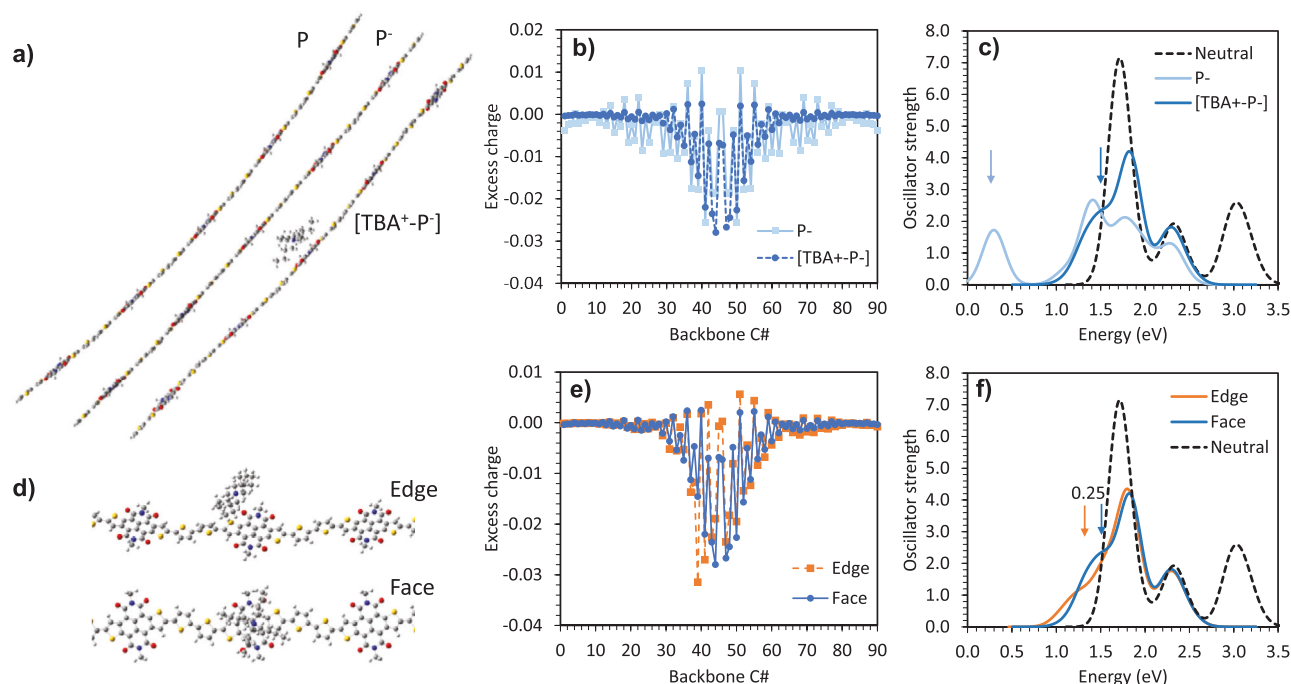 a)
P
P-
[TBA+-P-]
b)
0.01
0.00
-0.01
-0.02
-0.03
-0.04
Excess charge
P-
[TBA+-P-]
0 10 20 30 40 50 60 70 80 90
Backbone C#
c)
8.0
7.0
6.0
5.0
4.0
3.0
2.0
1.0
0.0
Oscillator strength
Neutral
P-
[TBA+-P-]
0.0 0.5 1.0 1.5 2.0 2.5 3.0 3.5
Energy (eV)
d)
Edge
Face
e)
0.01
0.00
-0.01
-0.02
-0.03
-0.04
Excess charge
Edge
Face
0 10 20 30 40 50 60 70 80 90
Backbone C#
f)
8.0
7.0
6.0
5.0
4.0
3.0
2.0
1.0
0.0
Oscillator strength
Edge
Face
Neutral
0.25
0.0 0.5 1.0 1.5 2.0 2.5 3.0 3.5
Energy (eV)